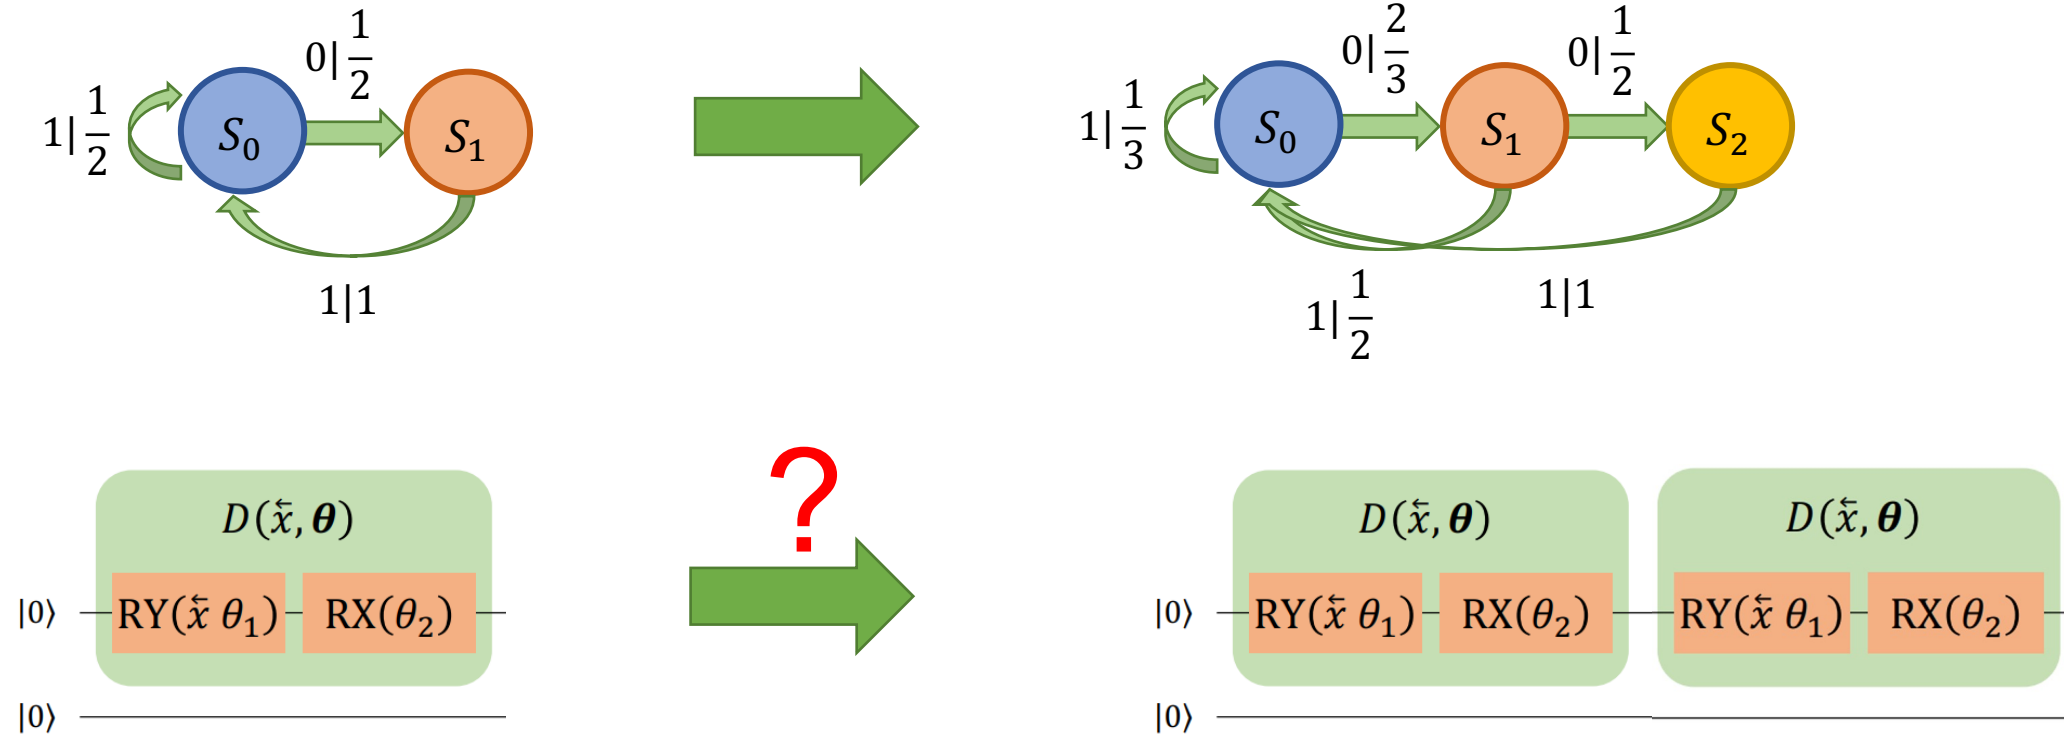 0|1/2
1|1/2
S₀
S₁
1|1
0|2/3
0|1/2
1|1/3
S₀
S₁
S₂
1|1/2
1|1
?
D(x⃖, θ)
|0⟩ RY(x⃖ θ₁) RX(θ₂)
|0⟩
D(x⃖, θ) D(x⃖, θ)
|0⟩ RY(x⃖ θ₁) RX(θ₂) RY(x⃖ θ₁) RX(θ₂)
|0⟩